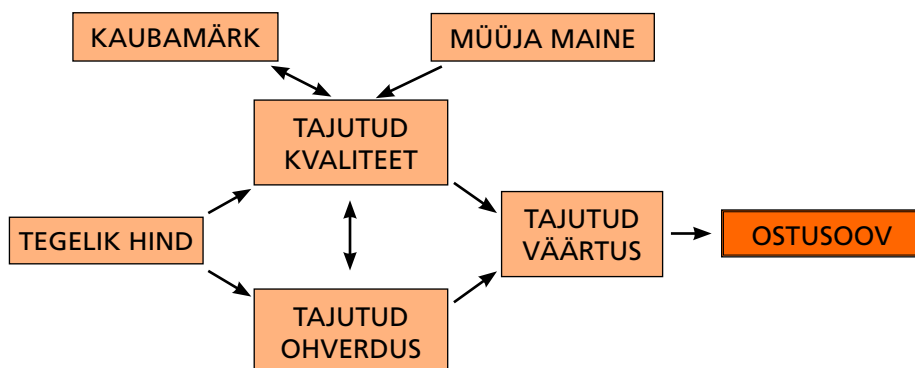 KAUBAMÄRK
MÜÜJA MAINE
TAJUTUD
KVALITEET
TEGELIK HIND
TAJUTUD
VÄÄRTUS
OSTUSOOV
TAJUTUD
OHVERDUS